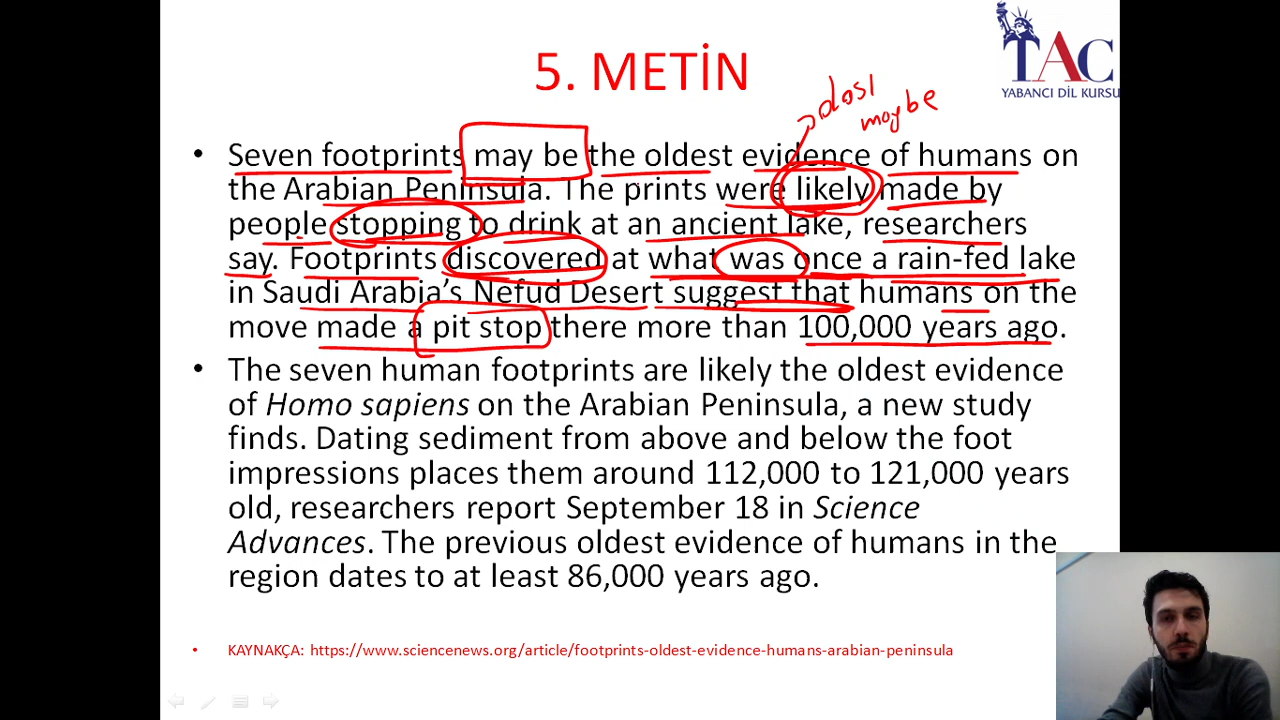 TAC
YABANCI DİL KURSU
5. METİN
maybe
• Seven footprints may be the oldest evidence of humans on
the Arabian Peninsula. The prints were likely made by
people stopping to drink at an ancient lake, researchers
say. Footprints discovered at what was once a rain-fed lake
in Saudi Arabia’s Nefud Desert suggest that humans on the
move made a pit stop there more than 100,000 years ago.
• The seven human footprints are likely the oldest evidence
of Homo sapiens on the Arabian Peninsula, a new study
finds. Dating sediment from above and below the foot
impressions places them around 112,000 to 121,000 years
old, researchers report September 18 in Science
Advances. The previous oldest evidence of humans in the
region dates to at least 86,000 years ago.
• KAYNAKÇA: https://www.sciencenews.org/article/footprints-oldest-evidence-humans-arabian-peninsula